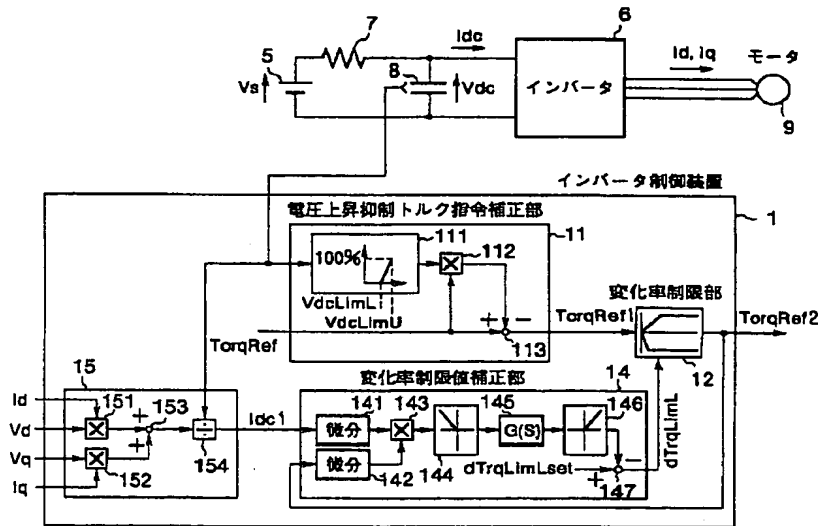 7
Idc
6
5
8
Vs
Vdc
インバータ
Id, Iq
モータ
9
インバータ制御装置
1
電圧上昇抑制トルク指令補正部
11
100%
111
112
VdcLimLi
VdcLimU
TorqRef
113
TorqRef1
変化率制限部
12
TorqRef2
15
Id
Vd
Vq
Iq
151
152
153
154
Idc1
変化率制限値補正部
14
141
微分
142
微分
143
144
145
G(S)
146
dTrqLimLset
147
dTrqLimL